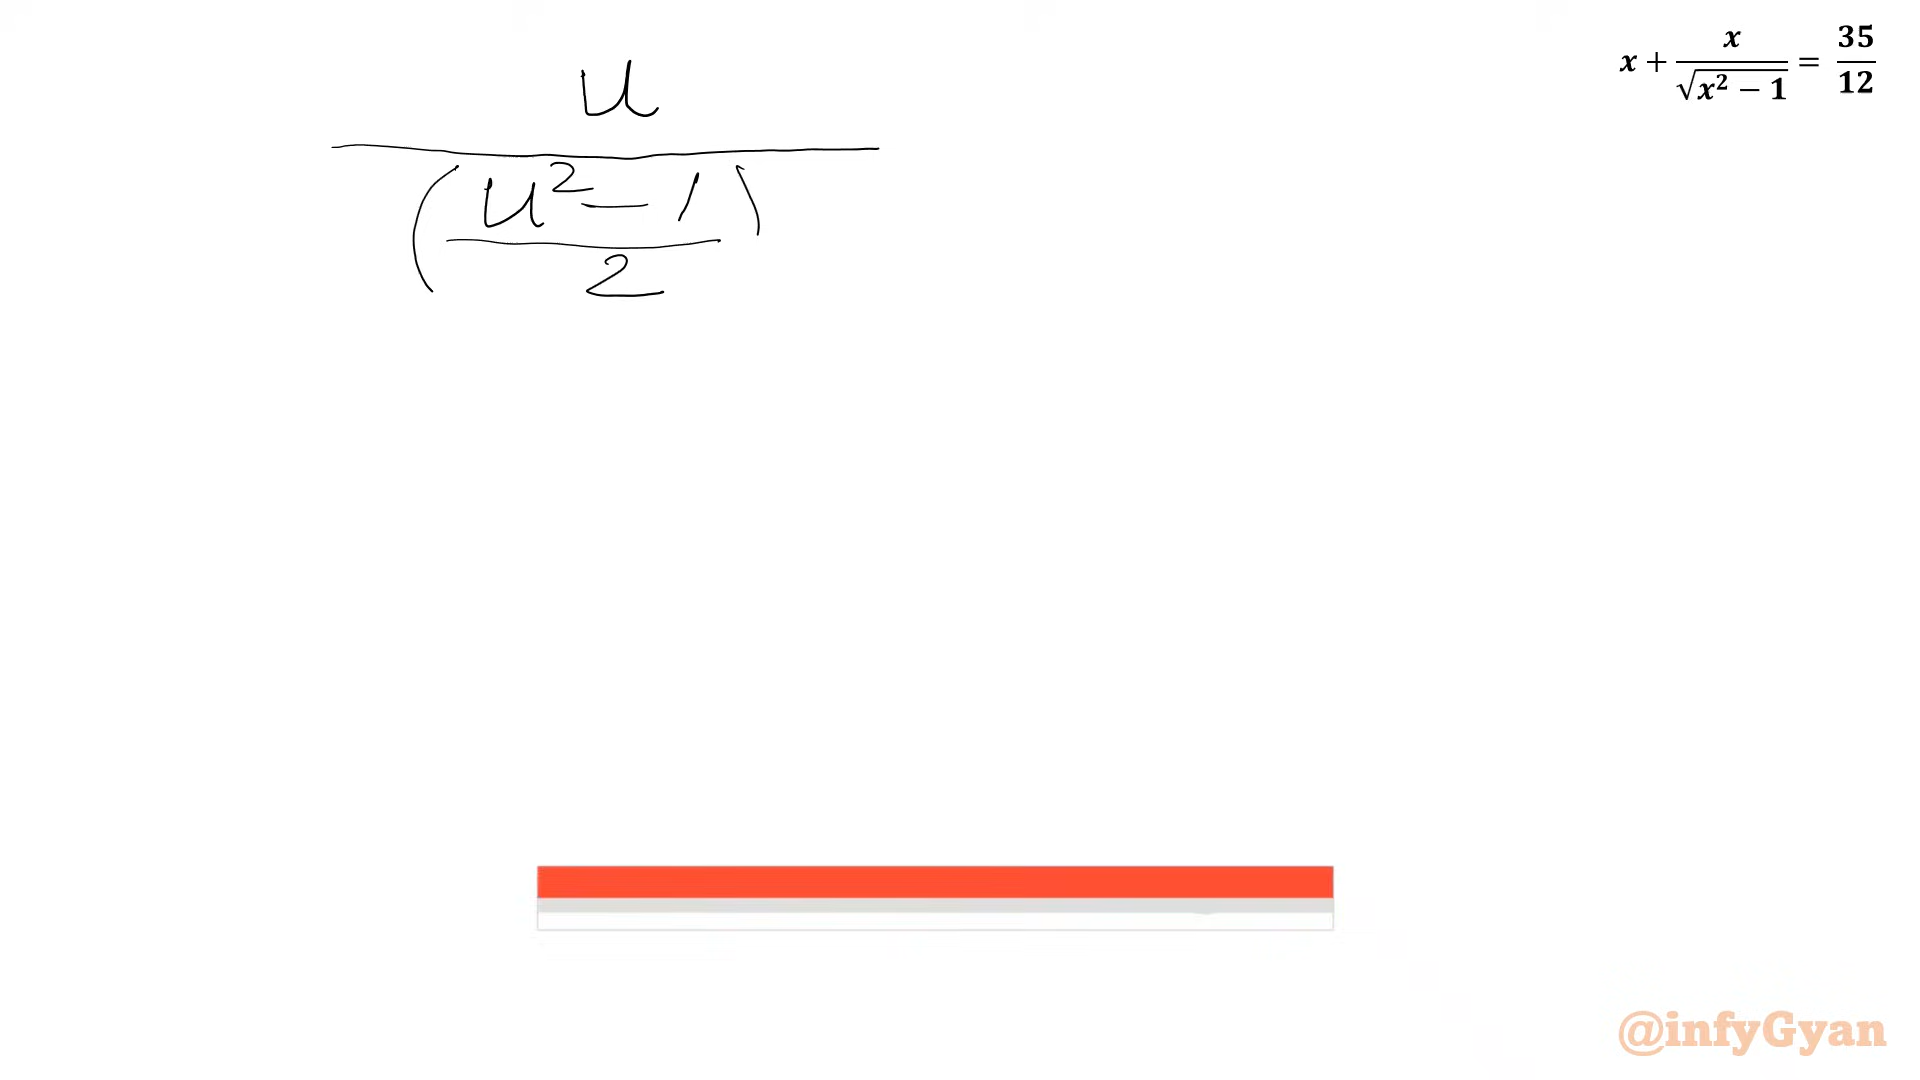 u
( u² − 1 )
2
x + x / √(x² − 1) = 35 / 12
@infyGyan